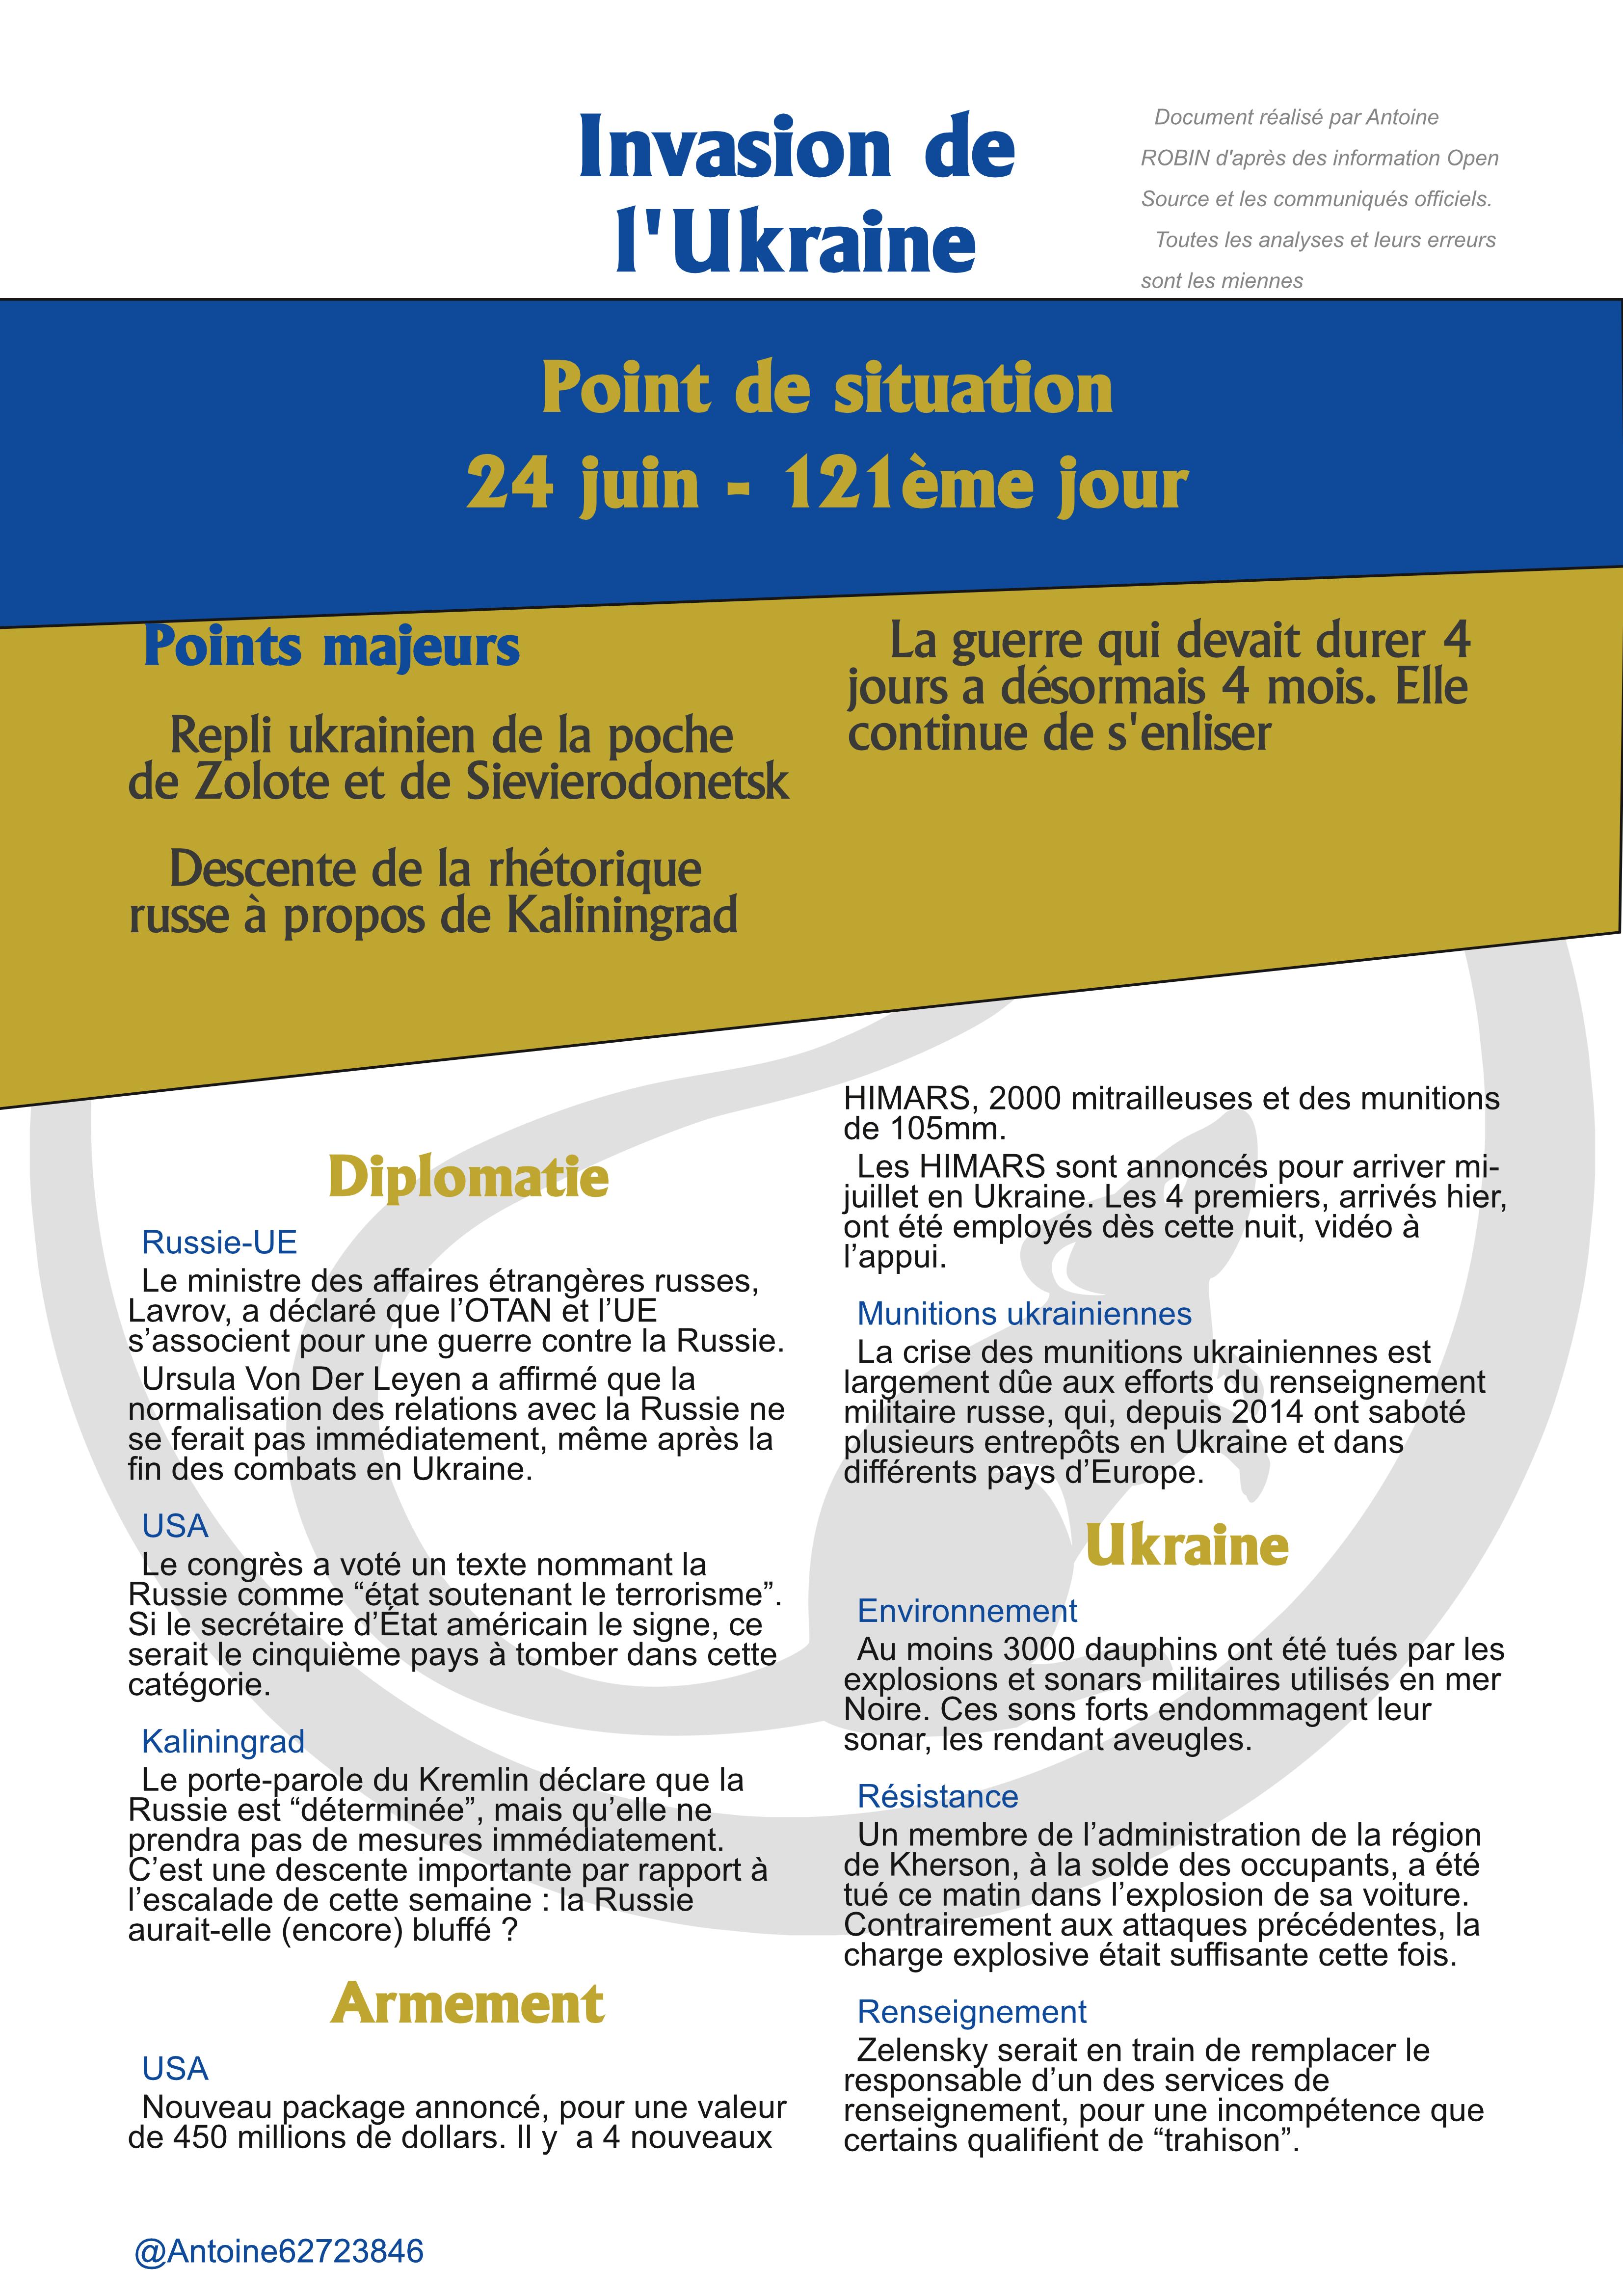 Invasion de
l'Ukraine
Document réalisé par Antoine
ROBIN d'après des information Open
Source et les communiqués officiels.
Toutes les analyses et leurs erreurs
sont les miennes
Point de situation
24 juin - 121ème jour
Points majeurs
Repli ukrainien de la poche
de Zolote et de Sievierodonetsk
Descente de la rhétorique
russe à propos de Kaliningrad
La guerre qui devait durer 4
jours a désormais 4 mois. Elle
continue de s'enliser
Diplomatie
Russie-UE
Le ministre des affaires étrangères russes,
Lavrov, a déclaré que l’OTAN et l’UE
s’associent pour une guerre contre la Russie.
Ursula Von Der Leyen a affirmé que la
normalisation des relations avec la Russie ne
se ferait pas immédiatement, même après la
fin des combats en Ukraine.
USA
Le congrès a voté un texte nommant la
Russie comme “état soutenant le terrorisme”.
Si le secrétaire d’État américain le signe, ce
serait le cinquième pays à tomber dans cette
catégorie.
Kaliningrad
Le porte-parole du Kremlin déclare que la
Russie est “déterminée”, mais qu’elle ne
prendra pas de mesures immédiatement.
C’est une descente importante par rapport à
l’escalade de cette semaine : la Russie
aurait-elle (encore) bluffé ?
Armement
USA
Nouveau package annoncé, pour une valeur
de 450 millions de dollars. Il y  a 4 nouveaux
HIMARS, 2000 mitrailleuses et des munitions
de 105mm.
Les HIMARS sont annoncés pour arriver mi-
juillet en Ukraine. Les 4 premiers, arrivés hier,
ont été employés dès cette nuit, vidéo à
l’appui.
Munitions ukrainiennes
La crise des munitions ukrainiennes est
largement dûe aux efforts du renseignement
militaire russe, qui, depuis 2014 ont saboté
plusieurs entrepôts en Ukraine et dans
différents pays d’Europe.
Ukraine
Environnement
Au moins 3000 dauphins ont été tués par les
explosions et sonars militaires utilisés en mer
Noire. Ces sons forts endommagent leur
sonar, les rendant aveugles.
Résistance
Un membre de l’administration de la région
de Kherson, à la solde des occupants, a été
tué ce matin dans l’explosion de sa voiture.
Contrairement aux attaques précédentes, la
charge explosive était suffisante cette fois.
Renseignement
Zelensky serait en train de remplacer le
responsable d’un des services de
renseignement, pour une incompétence que
certains qualifient de “trahison”.
@Antoine62723846